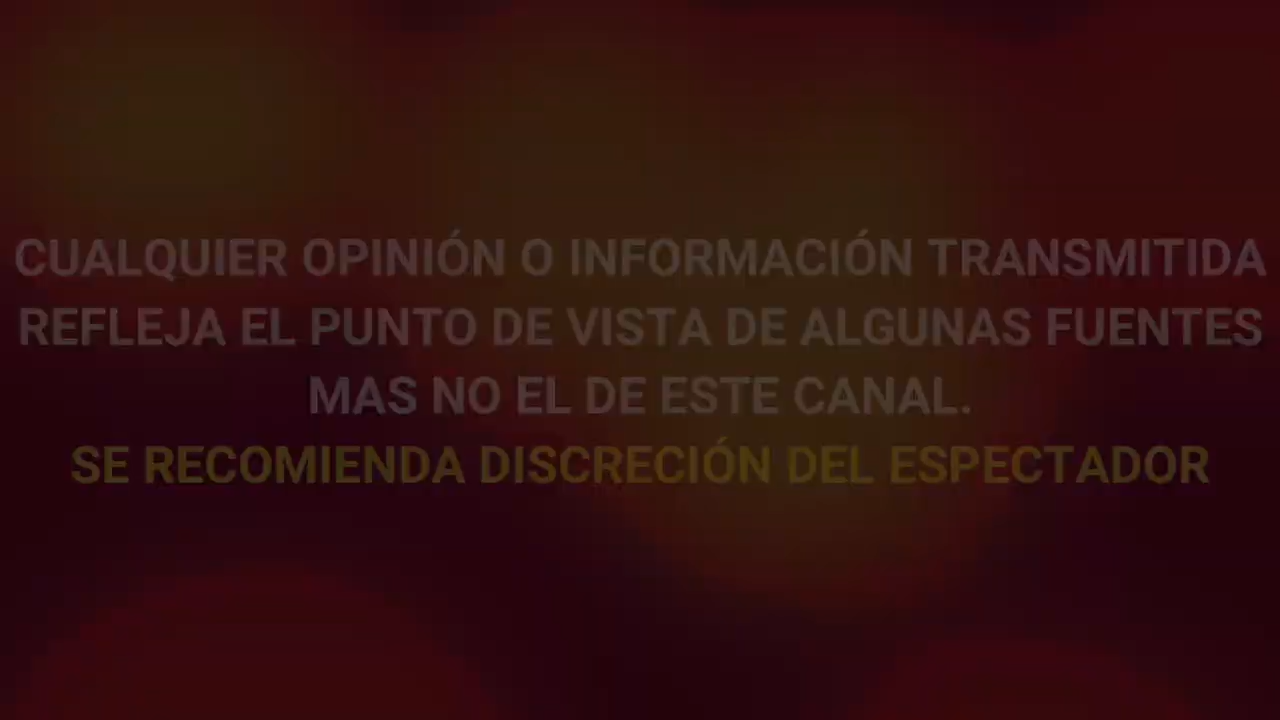 CUALQUIER OPINIÓN O INFORMACIÓN TRANSMITIDA
REFLEJA EL PUNTO DE VISTA DE ALGUNAS FUENTES
MAS NO EL DE ESTE CANAL.
SE RECOMIENDA DISCRECIÓN DEL ESPECTADOR